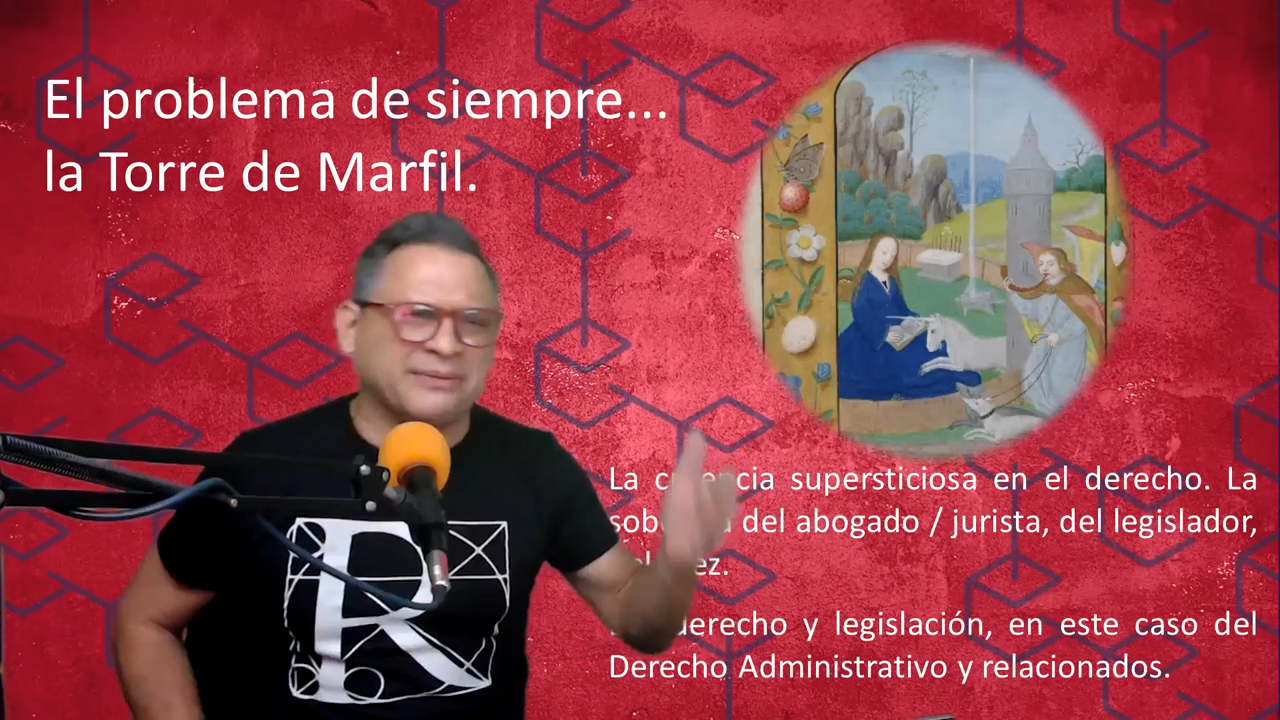 El problema de siempre...
la Torre de Marfil.
La supersticiosa en el derecho. La
del abogado / jurista, del legislador,
derecho y legislación, en este caso del
Derecho Administrativo y relacionados.
R